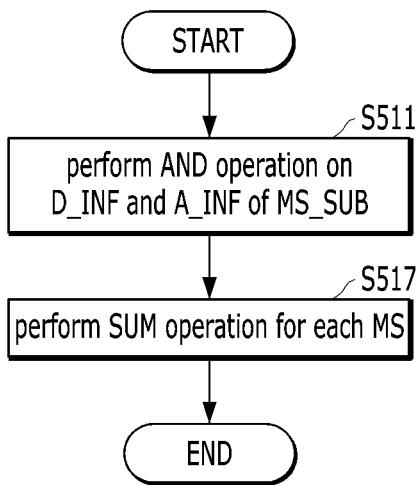 START
S511
perform AND operation on
D_INF and A_INF of MS_SUB
S517
perform SUM operation for each MS
END